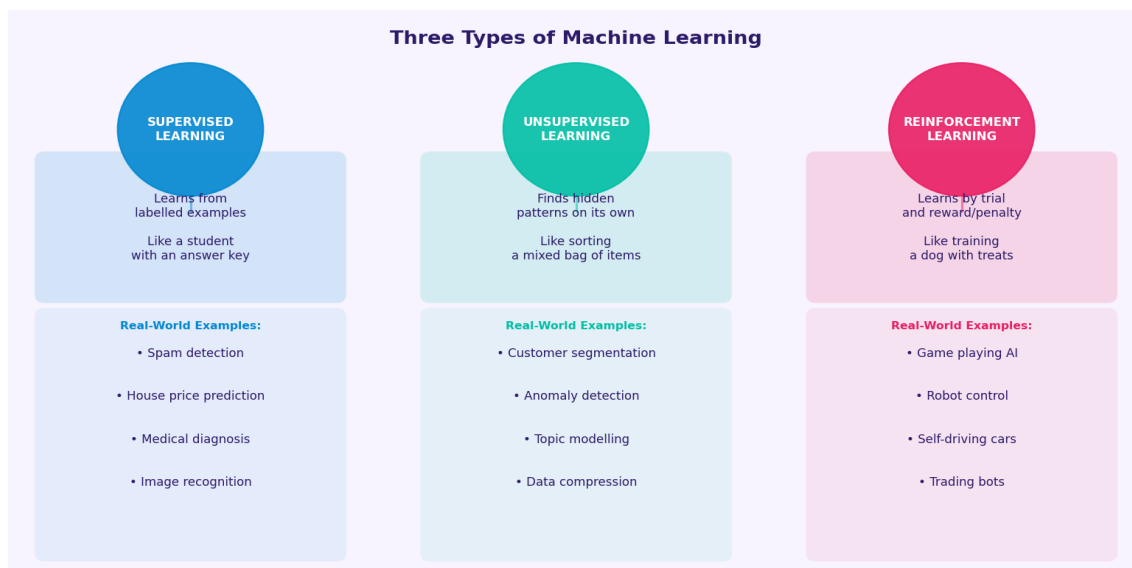 Three Types of Machine Learning
SUPERVISED
LEARNING
Learns from
labelled examples
Like a student
with an answer key
Real-World Examples:
• Spam detection
• House price prediction
• Medical diagnosis
• Image recognition
UNSUPERVISED
LEARNING
Finds hidden
patterns on its own
Like sorting
a mixed bag of items
Real-World Examples:
• Customer segmentation
• Anomaly detection
• Topic modelling
• Data compression
REINFORCEMENT
LEARNING
Learns by trial
and reward/penalty
Like training
a dog with treats
Real-World Examples:
• Game playing AI
• Robot control
• Self-driving cars
• Trading bots